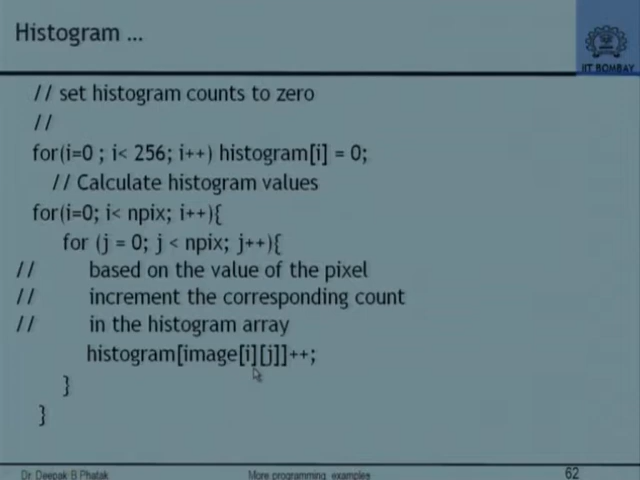 Histogram ...
IIT BOMBAY
// set histogram counts to zero
//
for(i=0 ; i< 256; i++) histogram[i] = 0;
// Calculate histogram values
for(i=0; i< npix; i++){
for (j = 0; j < npix; j++){
// based on the value of the pixel
// increment the corresponding count
// in the histogram array
histogram[image[i][j]]++;
}
}
Dr. Deepak B Phatak
More programming examples
62